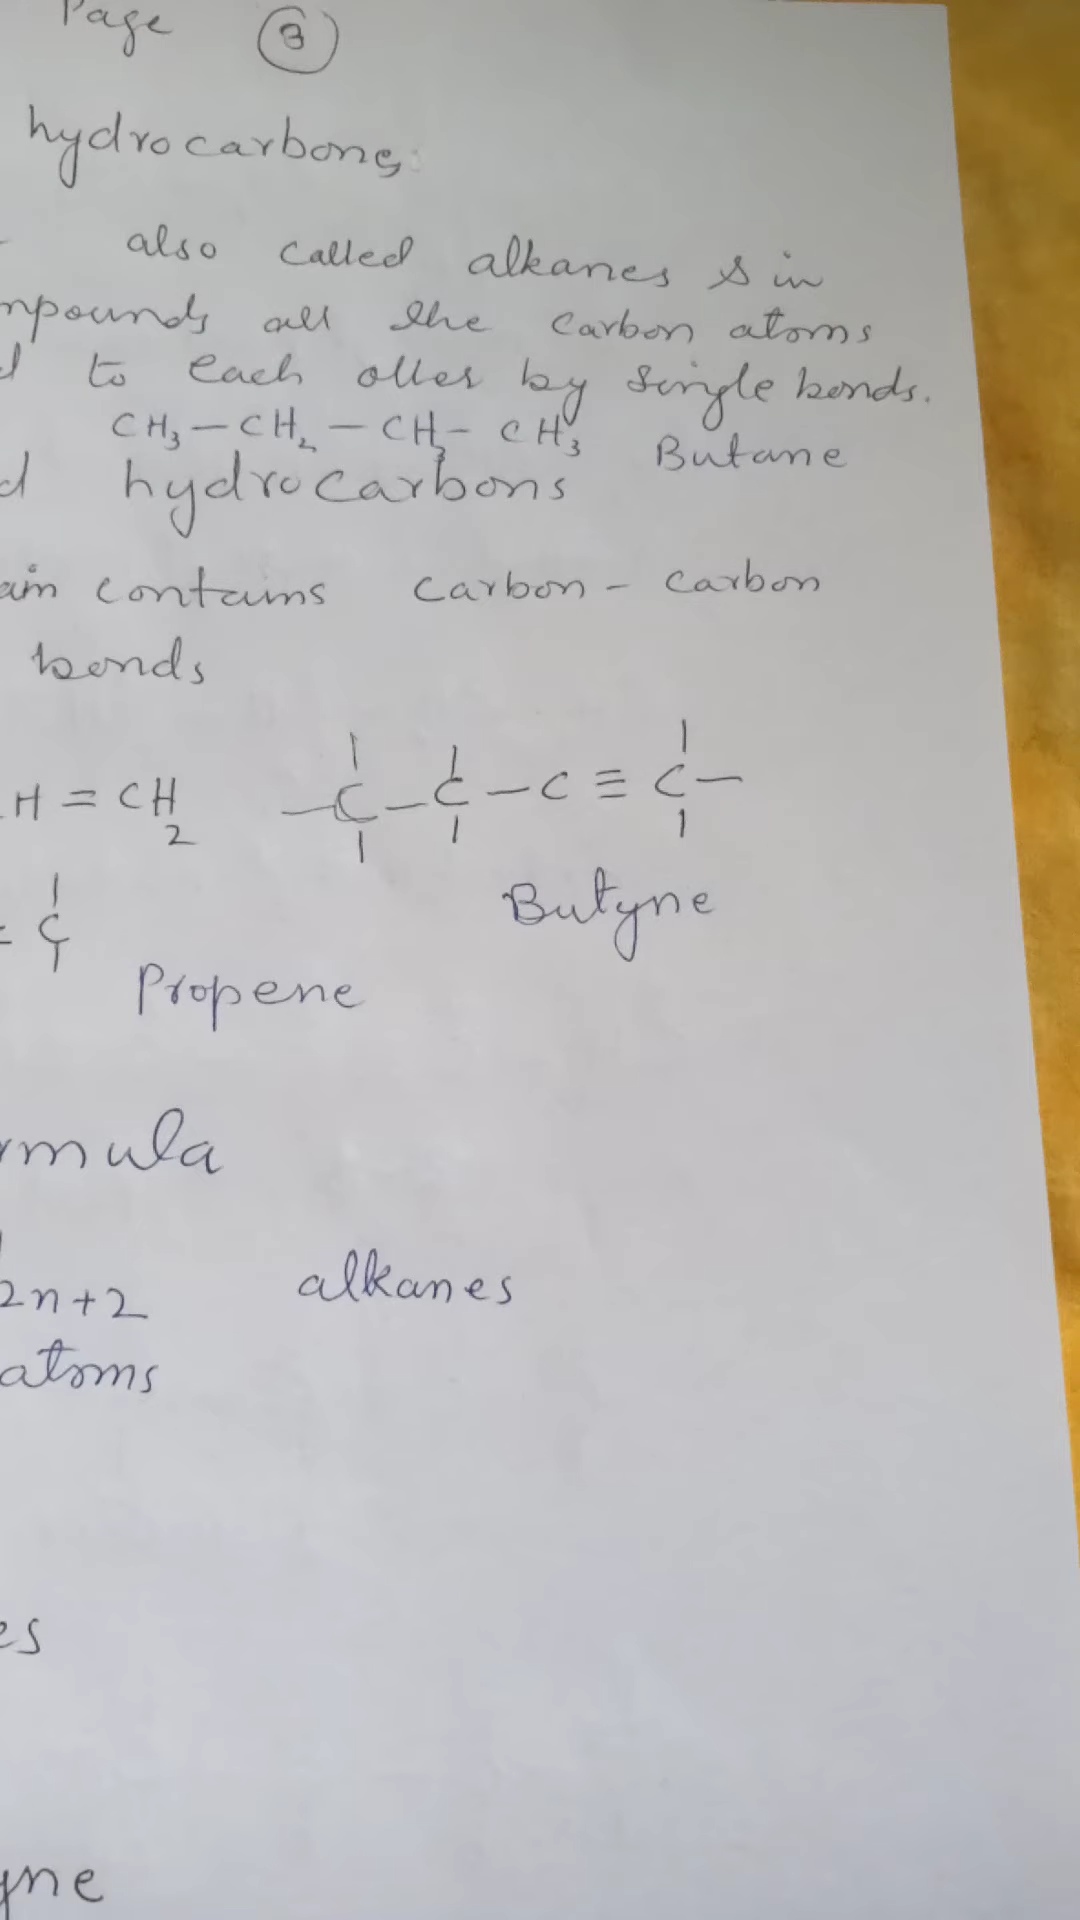 Page 3
hydrocarbons
also called alkanes & in
mpounds all the carbon atoms
d to each other by single bonds.
CH3 – CH2 – CH2 – CH3 Butane
d hydrocarbons
ain contains carbon - carbon
bonds
H = CH2 – C – C – C ≡ C –
= C
Butyne
Propene
rmula
2n+2 alkanes
atoms
es
yne